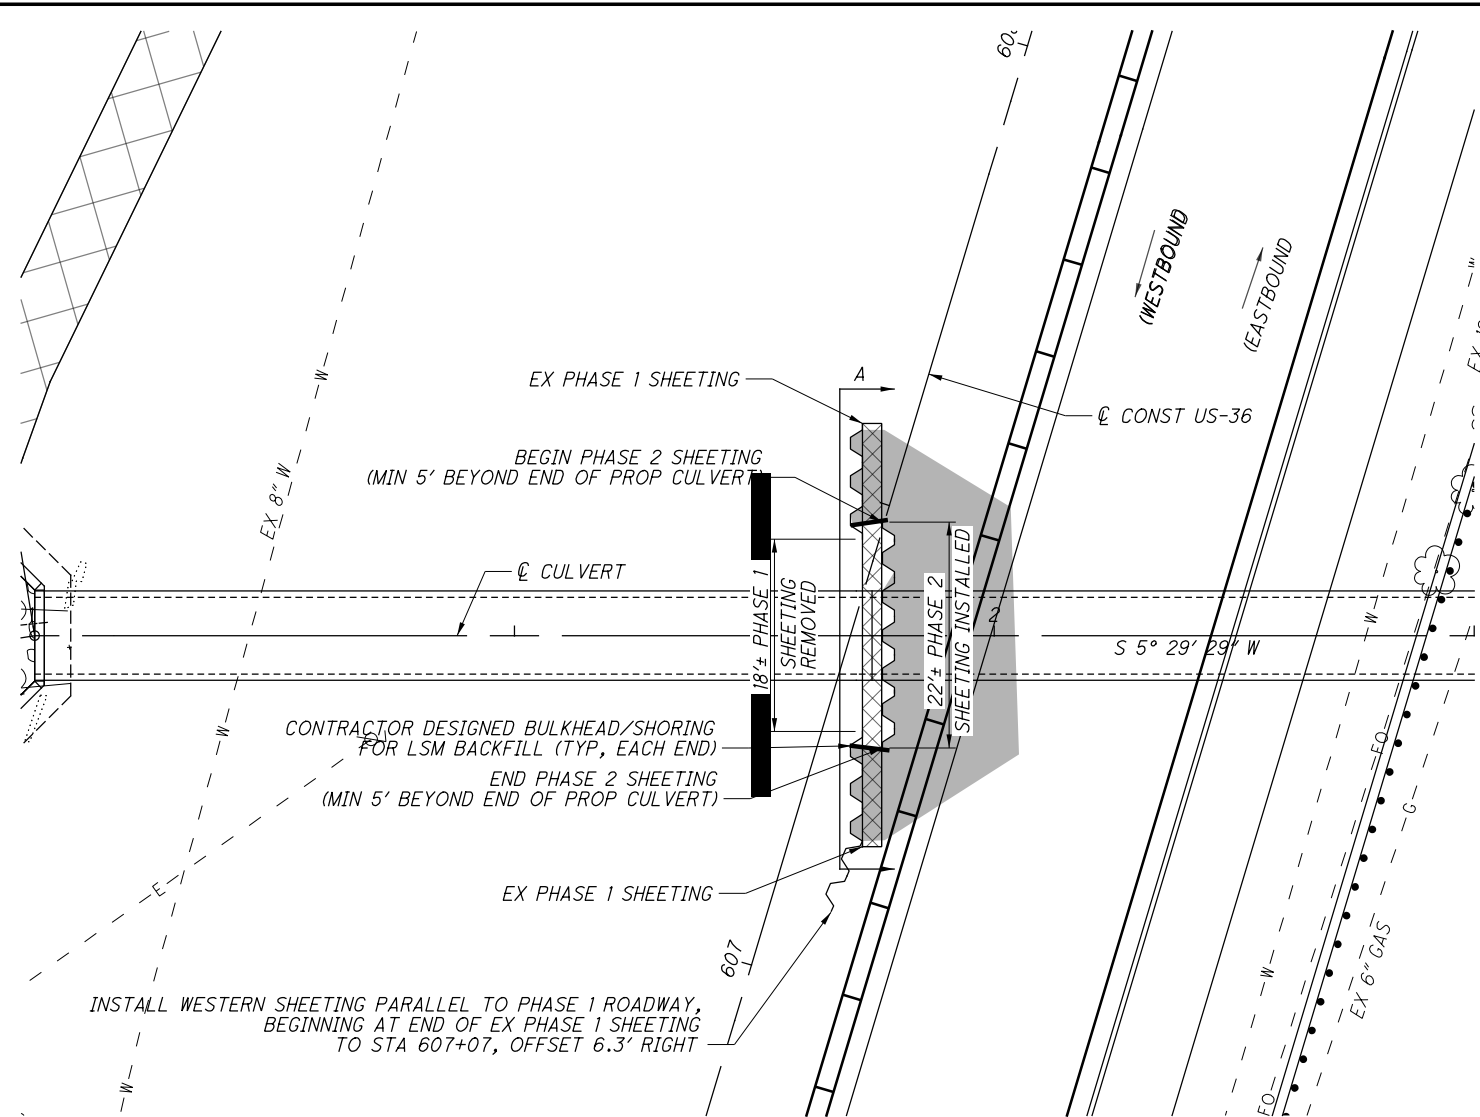 (WESTBOUND
(EASTBOUND
W
W
EX PHASE 1 SHEETING
A
℄ CONST US-36
BEGIN PHASE 2 SHEETING
(MIN 5' BEYOND END OF PROP CULVERT)
EX 8" W
℄ CULVERT
18'± PHASE 1
SHEETING
REMOVED
22'± PHASE 2
SHEETING INSTALLED
2
S 5° 29' 29" W
W
W
CONTRACTOR DESIGNED BULKHEAD/SHORING
FOR LSM BACKFILL (TYP, EACH END)
END PHASE 2 SHEETING
(MIN 5' BEYOND END OF PROP CULVERT)
FO
G
E
EX PHASE 1 SHEETING
607
W
EX 6" GAS
INSTALL WESTERN SHEETING PARALLEL TO PHASE 1 ROADWAY,
BEGINNING AT END OF EX PHASE 1 SHEETING
TO STA 607+07, OFFSET 6.3' RIGHT
W
FO